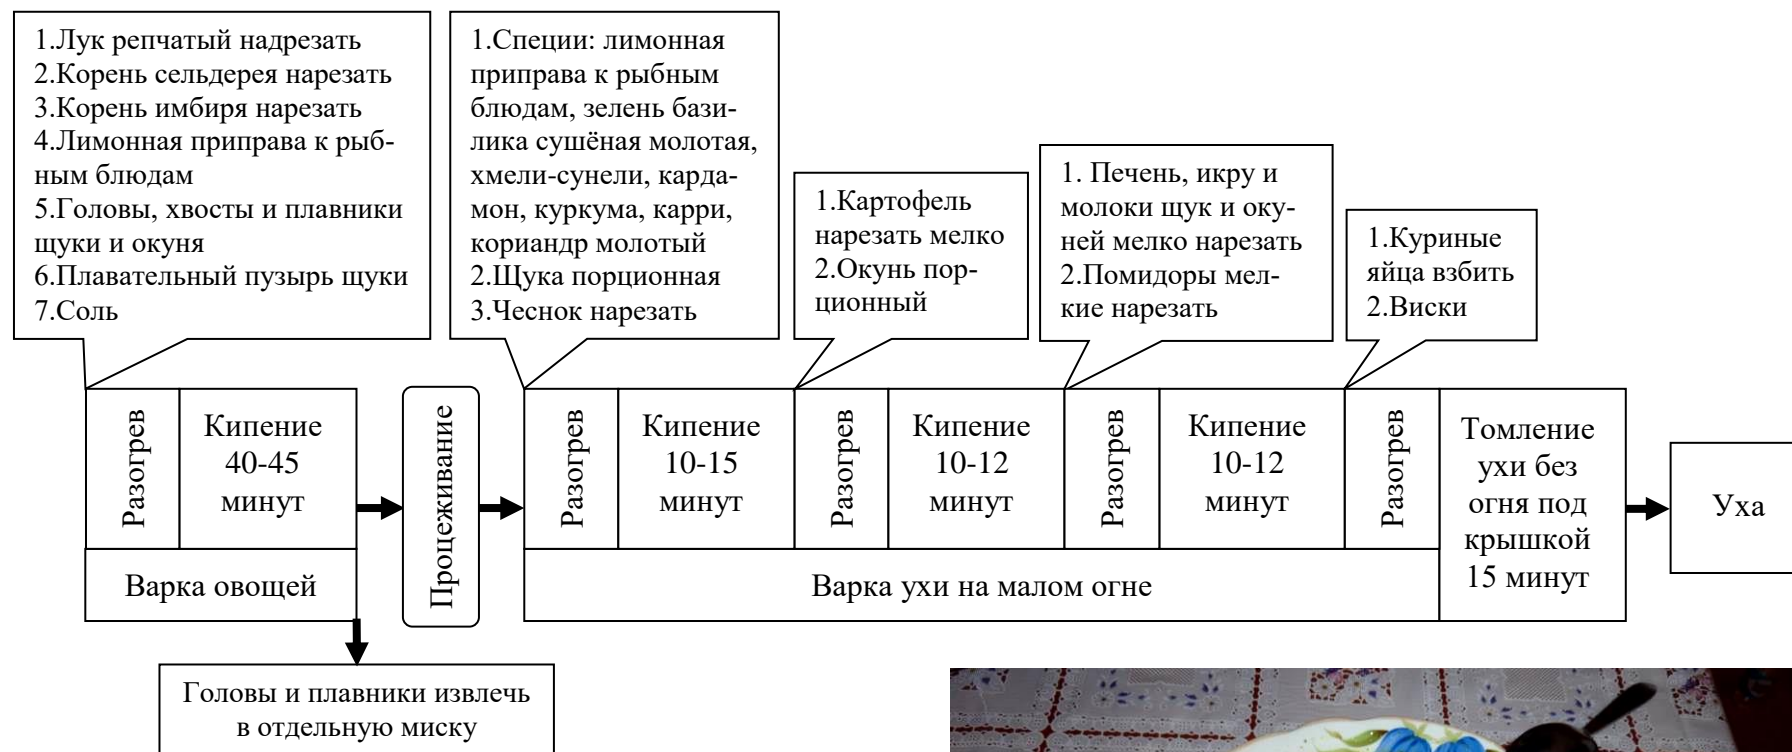 1.Лук репчатый надрезать
2.Корень сельдерея нарезать
3.Корень имбиря нарезать
4.Лимонная приправа к рыб-
ным блюдам
5.Головы, хвосты и плавники
щуки и окуня
6.Плавательный пузырь щуки
7.Соль
1.Специи: лимонная
приправа к рыбным
блюдам, зелень бази-
лика сушёная молотая,
хмели-сунели, карда-
мон, куркума, карри,
кориандр молотый
2.Щука порционная
3.Чеснок нарезать
1.Картофель
нарезать мелко
2.Окунь пор-
ционный
1. Печень, икру и
молоки щук и оку-
ней мелко нарезать
2.Помидоры мел-
кие нарезать
1.Куриные
яйца взбить
2.Виски
Разогрев
Кипение
40-45
минут
Варка овощей
Процеживание
Разогрев
Кипение
10-15
минут
Разогрев
Кипение
10-12
минут
Разогрев
Кипение
10-12
минут
Разогрев
Варка ухи на малом огне
Томление
ухи без
огня под
крышкой
15 минут
Уха
Головы и плавники извлечь
в отдельную миску